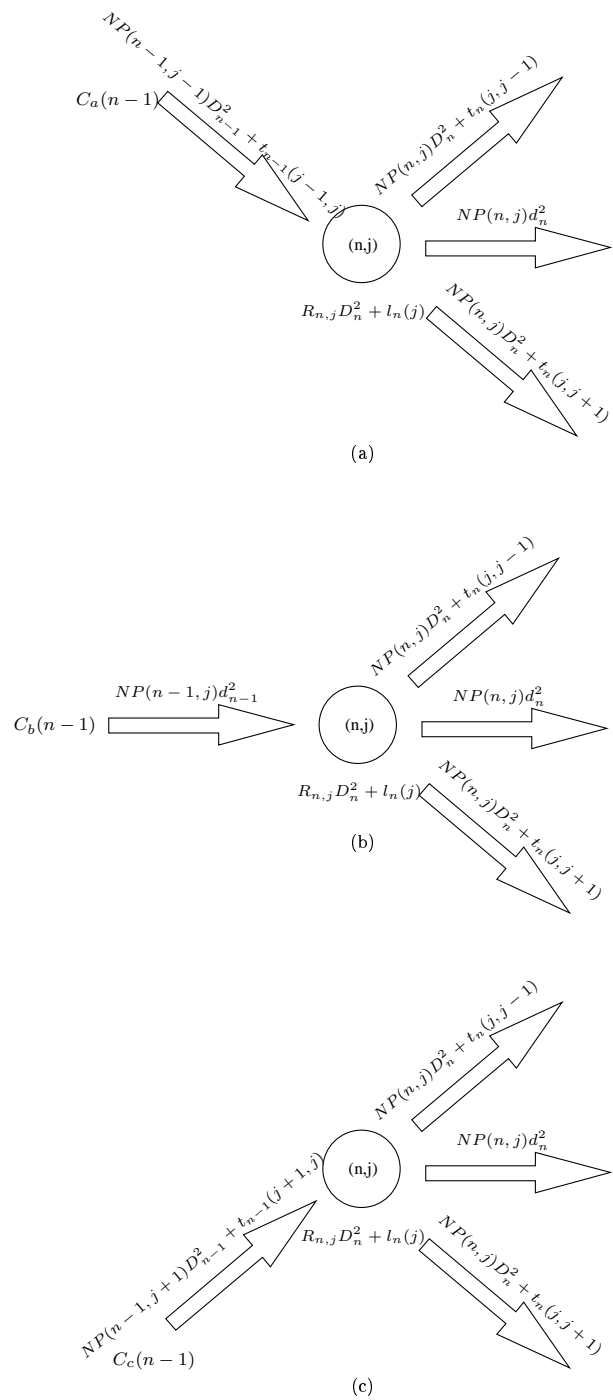 NP(n−1,j−1)D²ₙ₋₁ + tₙ₋₁(j−1,j)
Cₐ(n−1)
NP(n,j)D²ₙ + tₙ(j,j−1)
NP(n,j)d²ₙ
(n,j)
Rₙ,ⱼD²ₙ + lₙ(j)
NP(n,j)D²ₙ + tₙ(j,j+1)
(a)
NP(n,j)D²ₙ + tₙ(j,j−1)
NP(n−1,j)d²ₙ₋₁
NP(n,j)d²ₙ
C_b(n−1)
(n,j)
Rₙ,ⱼD²ₙ + lₙ(j)
NP(n,j)D²ₙ + tₙ(j,j+1)
(b)
NP(n,j)D²ₙ + tₙ(j,j−1)
NP(n,j)d²ₙ
(n,j)
NP(n−1,j+1)D²ₙ₋₁ + tₙ₋₁(j+1,j)
Rₙ,ⱼD²ₙ + lₙ(j)
NP(n,j)D²ₙ + tₙ(j,j+1)
C_c(n−1)
(c)